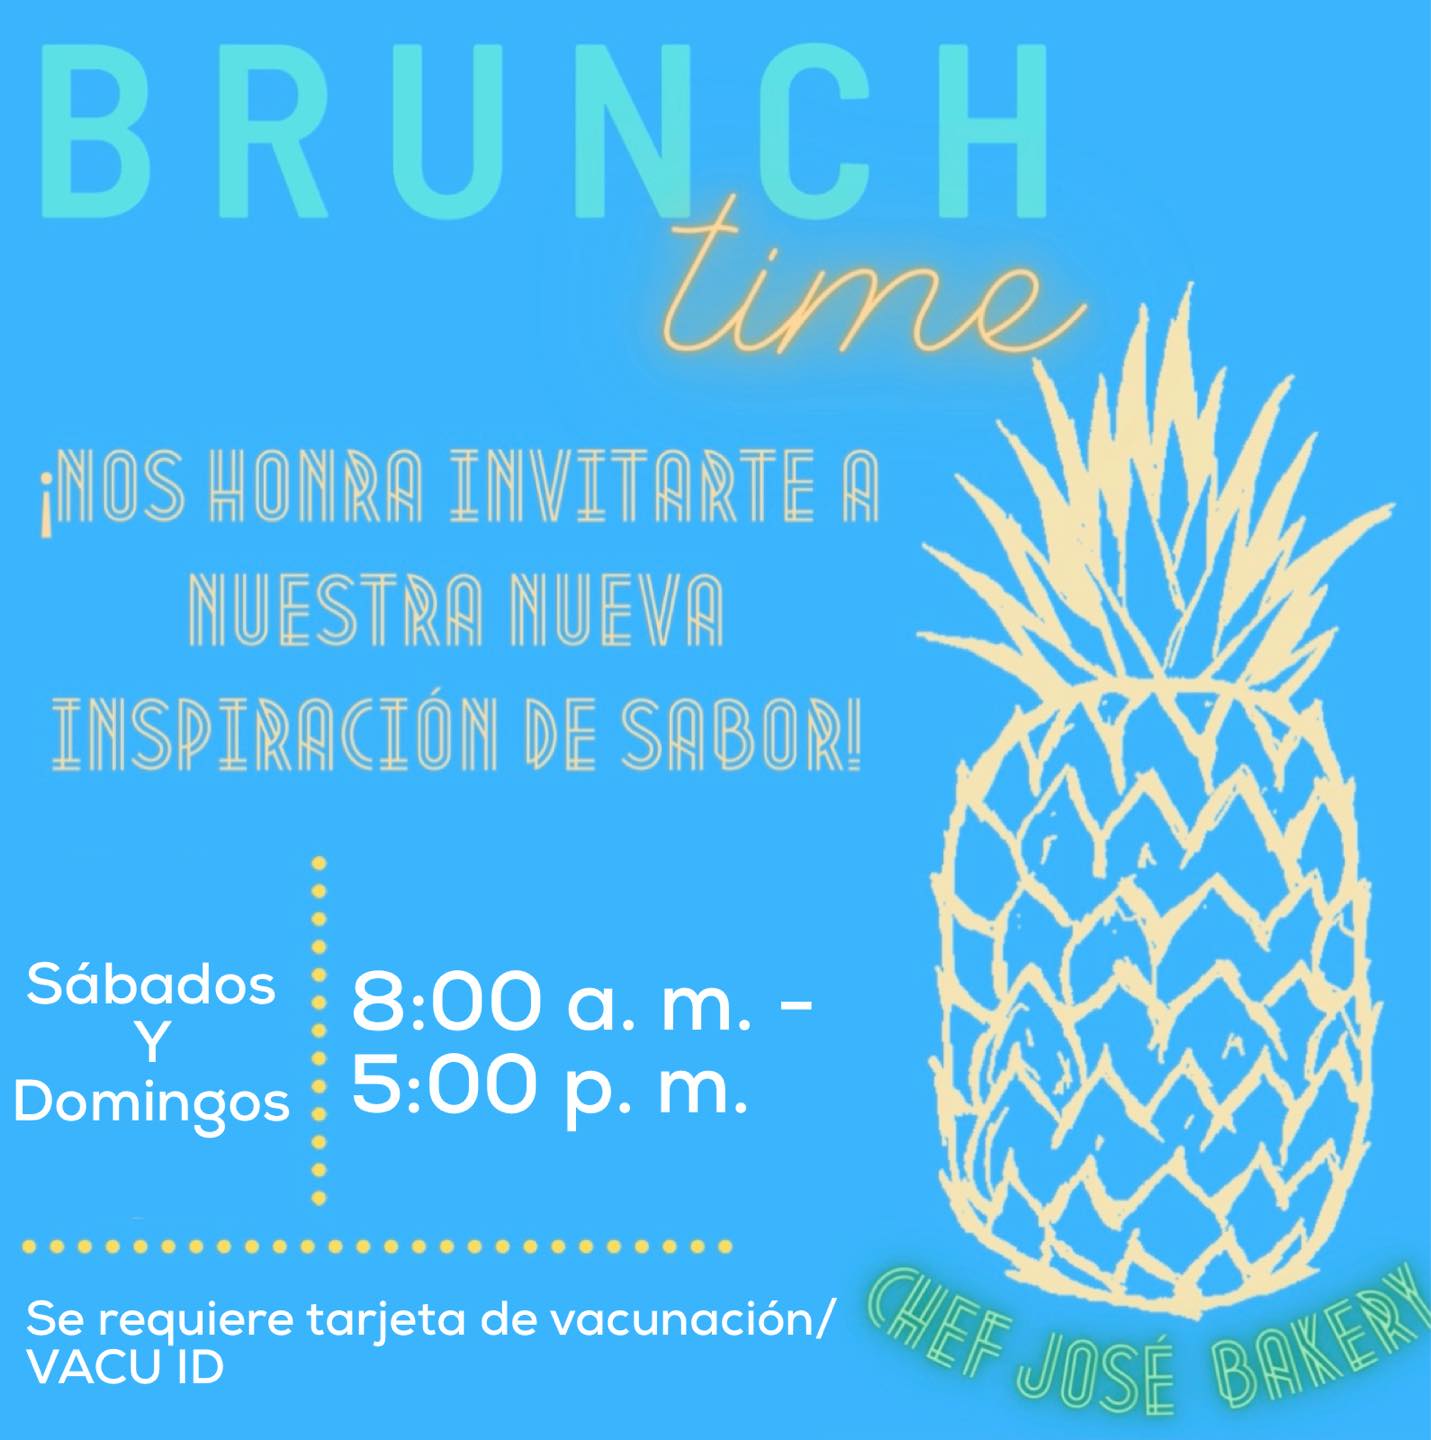 BRUNCH
time
¡NOS HONRA INVITARTE A
NUESTRA NUEVA
INSPIRACIÓN DE SABOR!
Sábados
Y
Domingos
8:00 a. m. -
5:00 p. m.
Se requiere tarjeta de vacunación/
VACU ID
CHEF JOSÉ BAKERY